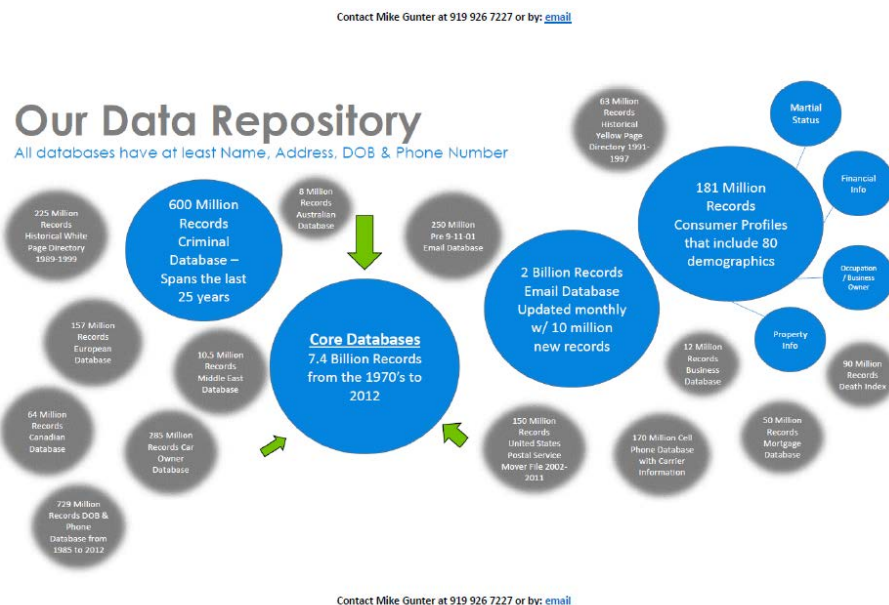 Contact Mike Gunter at 919 926 7227 or by: email
Our Data Repository
All databases have at least Name, Address, DOB & Phone Number
225 Million
Records
Historical White
Page Directory
1989-1999
600 Million
Records
Criminal
Database –
Spans the last
25 years
8 Million
Records
Australian
Database
250 Million
Pre 9-11-01
Email Database
63 Million
Records
Historical
Yellow Page
Directory 1991-
1997
Martial
Status
181 Million
Records
Consumer Profiles
that include 80
demographics
Financial
Info
Occupation
/ Business
Owner
Property
Info
2 Billion Records
Email Database
Updated monthly
w/ 10 million
new records
Core Databases
7.4 Billion Records
from the 1970's to
2012
157 Million
Records
European
Database
10.5 Million
Records
Middle East
Database
12 Million
Records
Business
Database
90 Million
Records
Death Index
64 Million
Records
Canadian
Database
285 Million
Records Car
Owner
Database
150 Million
Records
United States
Postal Service
Mover File 2002-
2011
170 Million Cell
Phone Database
with Carrier
Information
50 Million
Records
Mortgage
Database
729 Million
Records DOB &
Phone
Database from
1985 to 2012
Contact Mike Gunter at 919 926 7227 or by: email